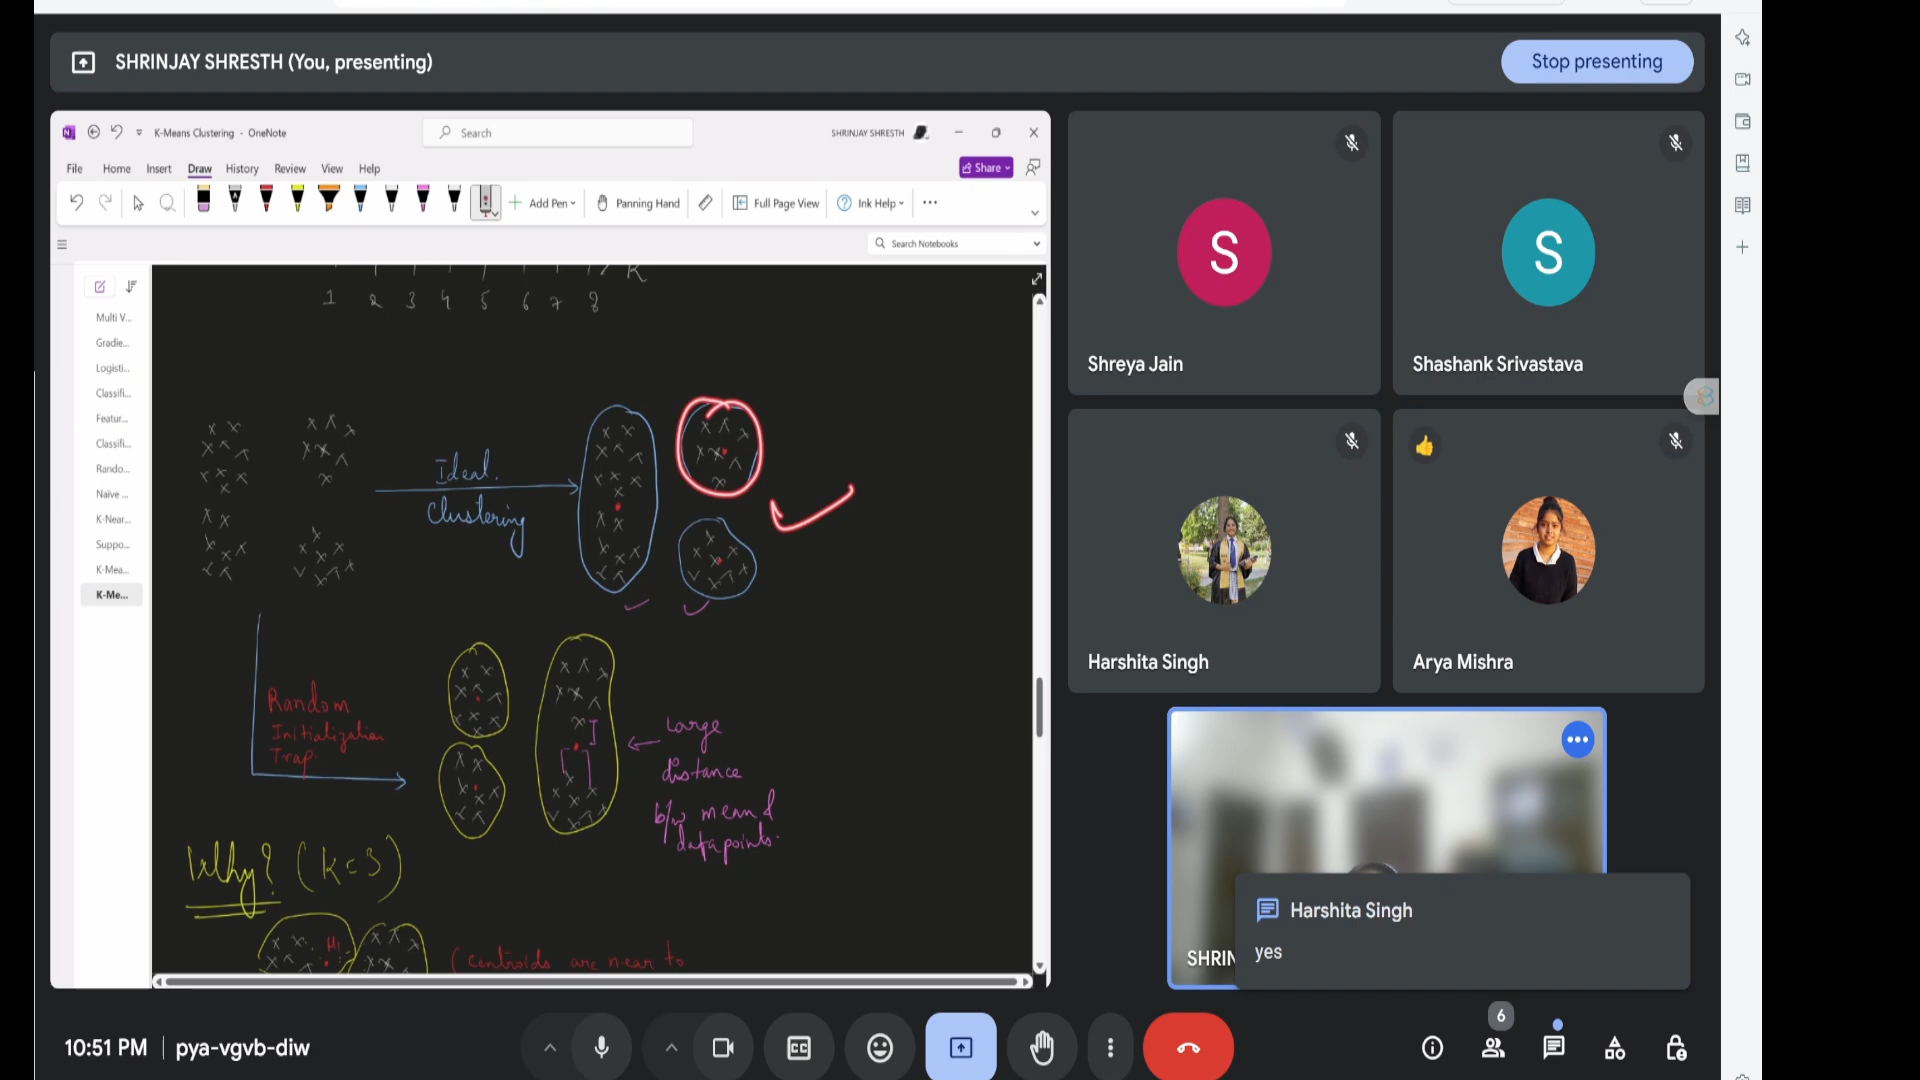 SHRINJAY SHRESTH (You, presenting)
Stop presenting
K-Means Clustering - OneNote
Search
SHRINJAY SHRESTH
File Home Insert Draw History Review View Help
Share
Add Pen
Panning Hand
Full Page View
Ink Help
Search Notebooks
Multi V...
Gradie...
Logisti...
Classifi...
Featur...
Classifi...
Rando...
Naive ...
K-Near...
Suppo...
K-Mea...
K-Me...
K
1 2 3 4 5 6 7 8
Ideal.
Clustering
Random
Initialization
Trap.
Large
distance
b/w mean &
datapoints.
Why? (K=3)
μ1
(Centroids are near to
S
Shreya Jain
S
Shashank Srivastava
Harshita Singh
Arya Mishra
SHRIN
Harshita Singh
yes
10:51 PM | pya-vgvb-diw
CC
6